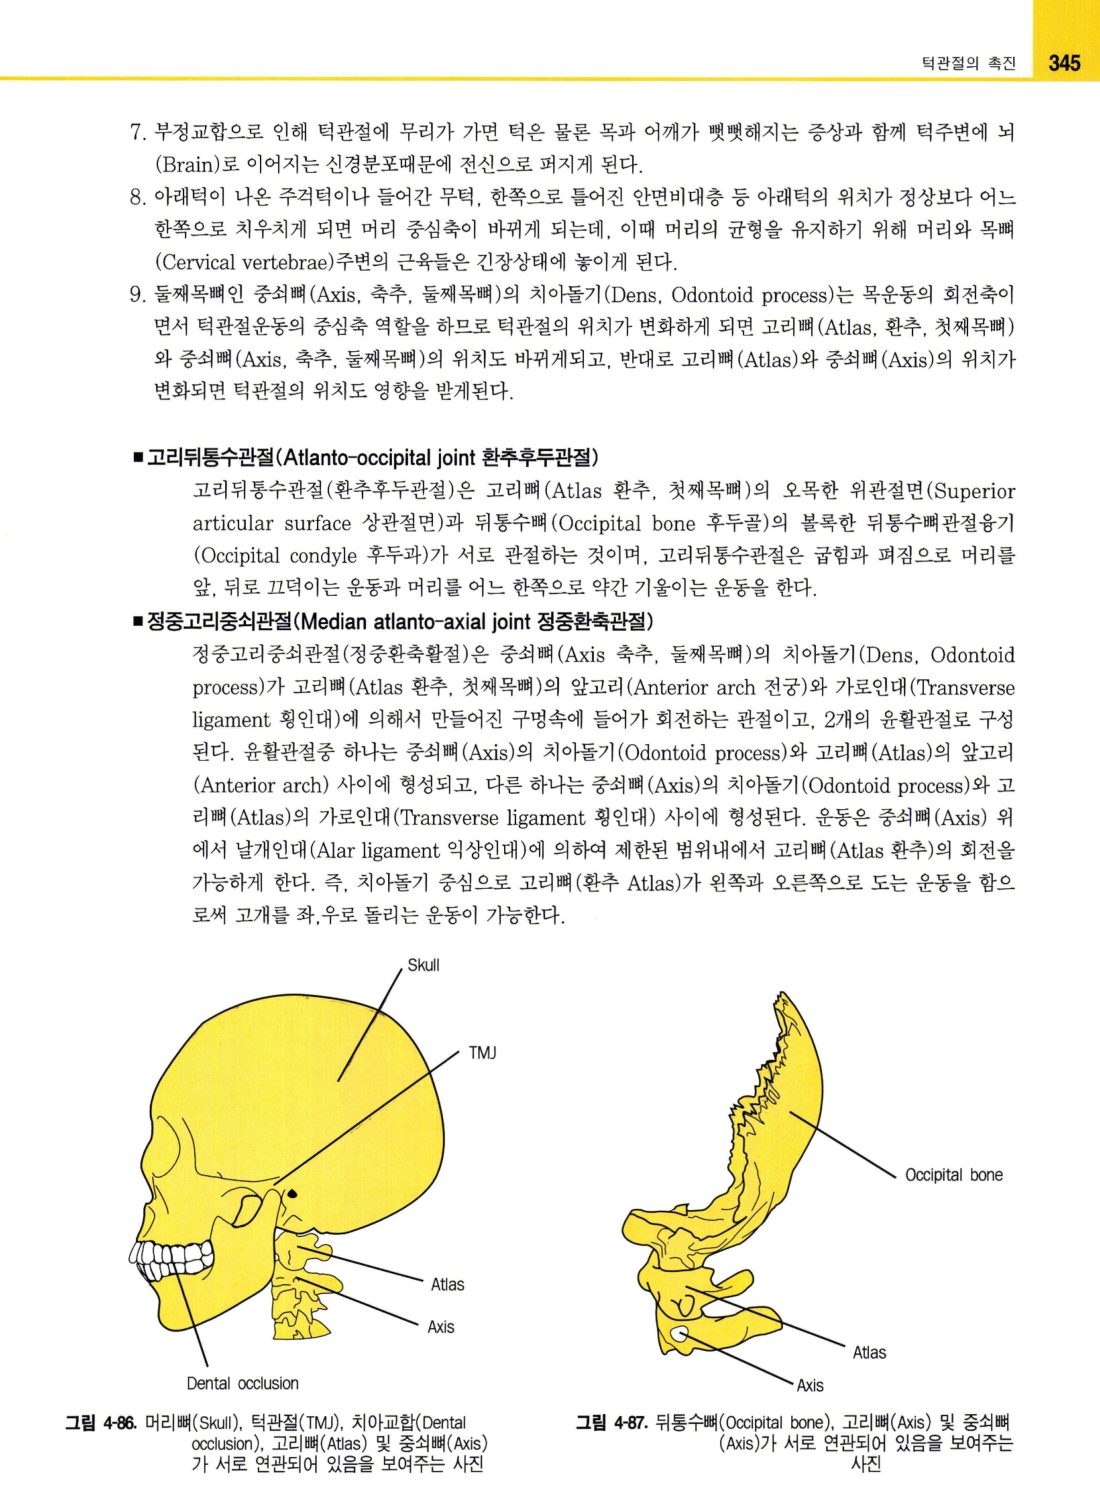 턱관절의 촉진 345
7. 부정교합으로 인해 턱관절에 무리가 가면 턱은 물론 목과 어깨가 뻣뻣해지는 증상과 함께 턱주변에 뇌
(Brain)로 이어지는 신경분포때문에 전신으로 퍼지게 된다.
8. 아래턱이 나온 주걱턱이나 들어간 무턱, 한쪽으로 틀어진 안면비대층 등 아래턱의 위치가 정상보다 어느
한쪽으로 치우치게 되면 머리 중심축이 바뀌게 되는데, 이때 머리의 균형을 유지하기 위해 머리와 목뼈
(Cervical vertebrae)주변의 근육들은 긴장상태에 놓이게 된다.
9. 둘째목뼈인 중쇠뼈(Axis, 축추, 둘째목뼈)의 치아돌기(Dens, Odontoid process)는 목운동의 회전축이
면서 턱관절운동의 중심축 역할을 하므로 턱관절의 위치가 변화하게 되면 고리뼈(Atlas, 환추, 첫째목뼈)
와 중쇠뼈(Axis, 축추, 둘째목뼈)의 위치도 바뀌게되고, 반대로 고리뼈(Atlas)와 중쇠뼈(Axis)의 위치가
변화되면 턱관절의 위치도 영향을 받게된다.
■ 고리뒤통수관절(Atlanto-occipital joint 환추후두관절)
고리뒤통수관절(환추후두관절)은 고리뼈(Atlas 환추, 첫째목뼈)의 오목한 위관절면(Superior
articular surface 상관절면)과 뒤통수뼈(Occipital bone 후두골)의 볼록한 뒤통수뼈관절융기
(Occipital condyle 후두과)가 서로 관절하는 것이며, 고리뒤통수관절은 굽힘과 펴짐으로 머리를
앞, 뒤로 끄덕이는 운동과 머리를 어느 한쪽으로 약간 기울이는 운동을 한다.
■ 정중고리중쇠관절(Median atlanto-axial joint 정중환축관절)
정중고리중쇠관절(정중환축활절)은 중쇠뼈(Axis 축추, 둘째목뼈)의 치아돌기(Dens, Odontoid
process)가 고리뼈(Atlas 환추, 첫째목뼈)의 앞고리(Anterior arch 전궁)와 가로인대(Transverse
ligament 횡인대)에 의해서 만들어진 구멍속에 들어가 회전하는 관절이고, 2개의 윤활관절로 구성
된다. 윤활관절중 하나는 중쇠뼈(Axis)의 치아돌기(Odontoid process)와 고리뼈(Atlas)의 앞고리
(Anterior arch) 사이에 형성되고, 다른 하나는 중쇠뼈(Axis)의 치아돌기(Odontoid process)와 고
리뼈(Atlas)의 가로인대(Transverse ligament 횡인대) 사이에 형성된다. 운동은 중쇠뼈(Axis) 위
에서 날개인대(Alar ligament 익상인대)에 의하여 제한된 범위내에서 고리뼈(Atlas 환추)의 회전을
가능하게 한다. 즉, 치아돌기 중심으로 고리뼈(환추 Atlas)가 왼쪽과 오른쪽으로 도는 운동을 함으
로써 고개를 좌,우로 돌리는 운동이 가능한다.
Skull
TMJ
Atlas
Axis
Dental occlusion
Occipital bone
Atlas
Axis
그림 4-86. 머리뼈(Skull), 턱관절(TMJ), 치아교합(Dental
occlusion), 고리뼈(Atlas) 및 중쇠뼈(Axis)
가 서로 연관되어 있음을 보여주는 사진
그림 4-87. 뒤통수뼈(Occipital bone), 고리뼈(Axis) 및 중쇠뼈
(Axis)가 서로 연관되어 있음을 보여주는
사진